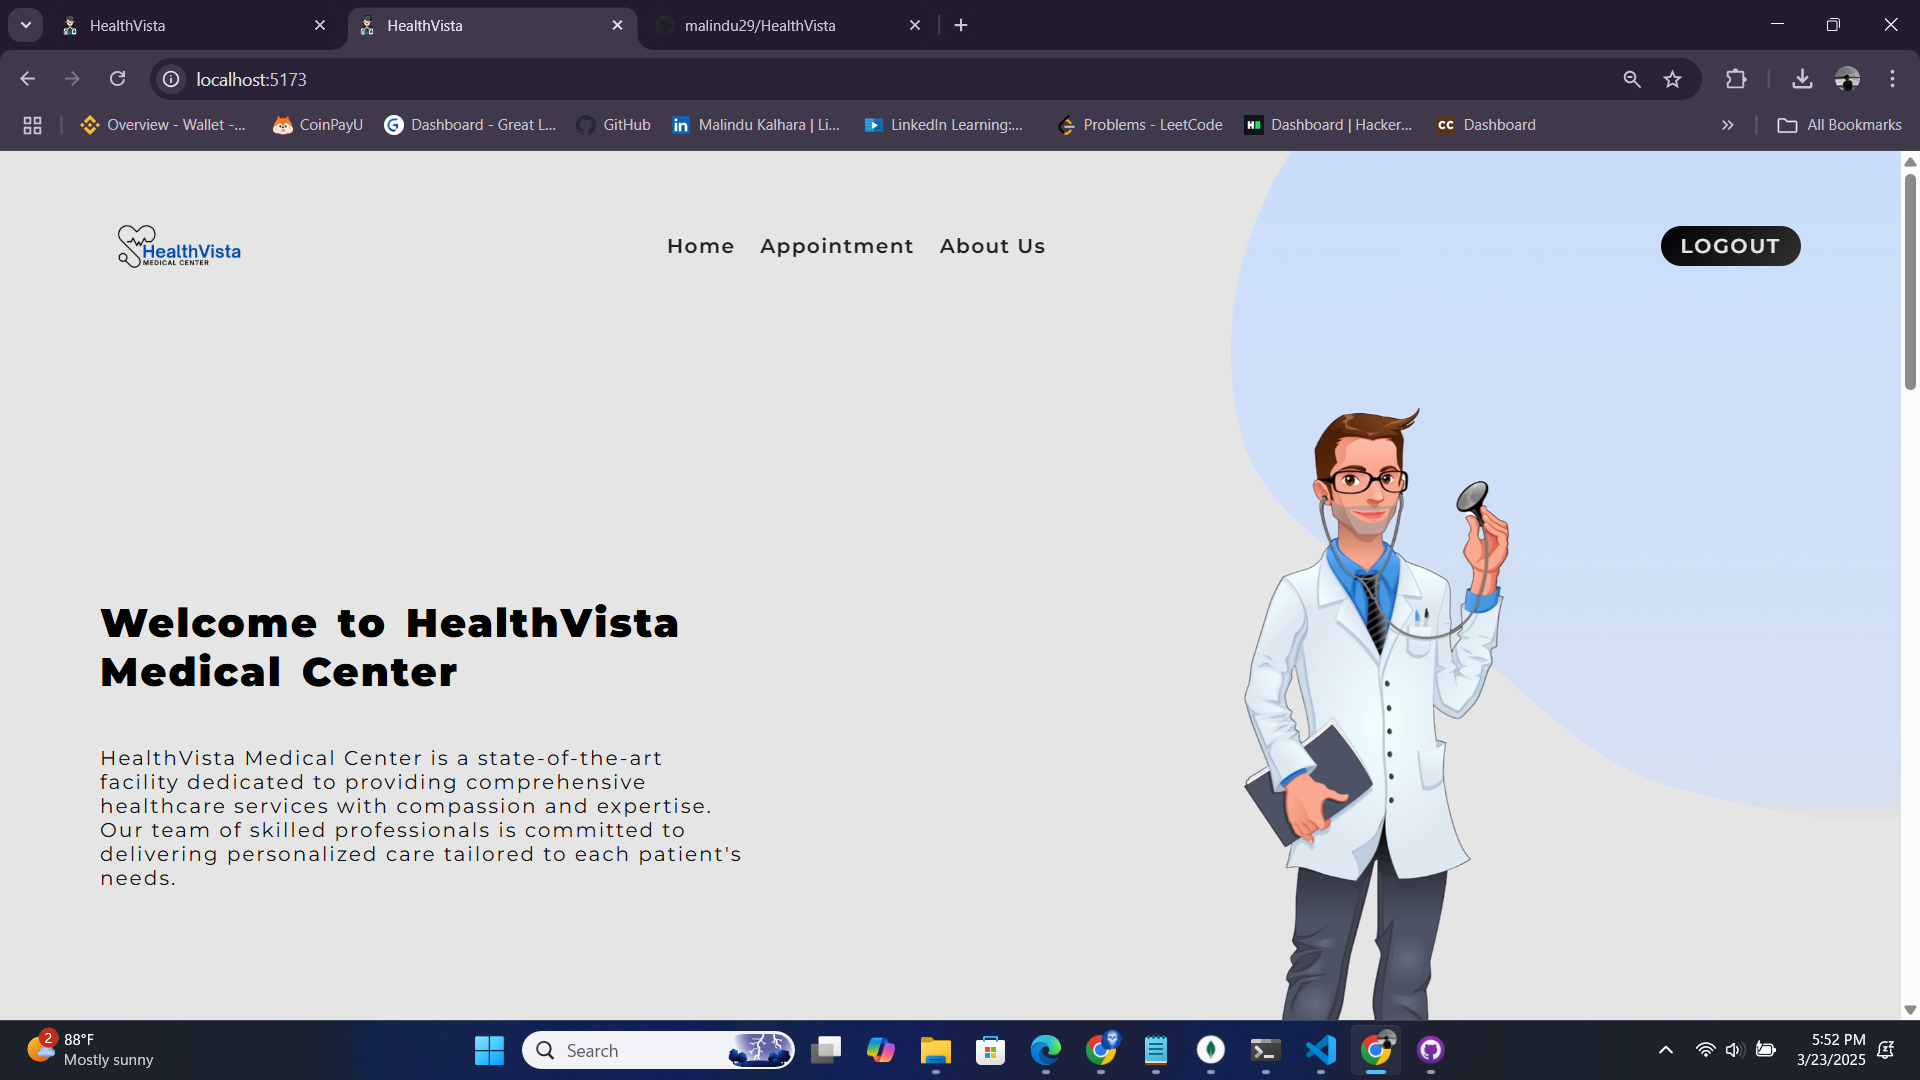 HealthVista
HealthVista
malindu29/HealthVista
localhost:5173
Overview - Wallet -...
CoinPayU
Dashboard - Great L...
GitHub
Malindu Kalhara | Li...
LinkedIn Learning:...
Problems - LeetCode
Dashboard | Hacker...
CC
Dashboard
All Bookmarks
HealthVista
MEDICAL CENTER
Home
Appointment
About Us
LOGOUT
Welcome to HealthVista
Medical Center
HealthVista Medical Center is a state-of-the-art
facility dedicated to providing comprehensive
healthcare services with compassion and expertise.
Our team of skilled professionals is committed to
delivering personalized care tailored to each patient's
needs.
2
88°F
Mostly sunny
Search
5:52 PM
3/23/2025